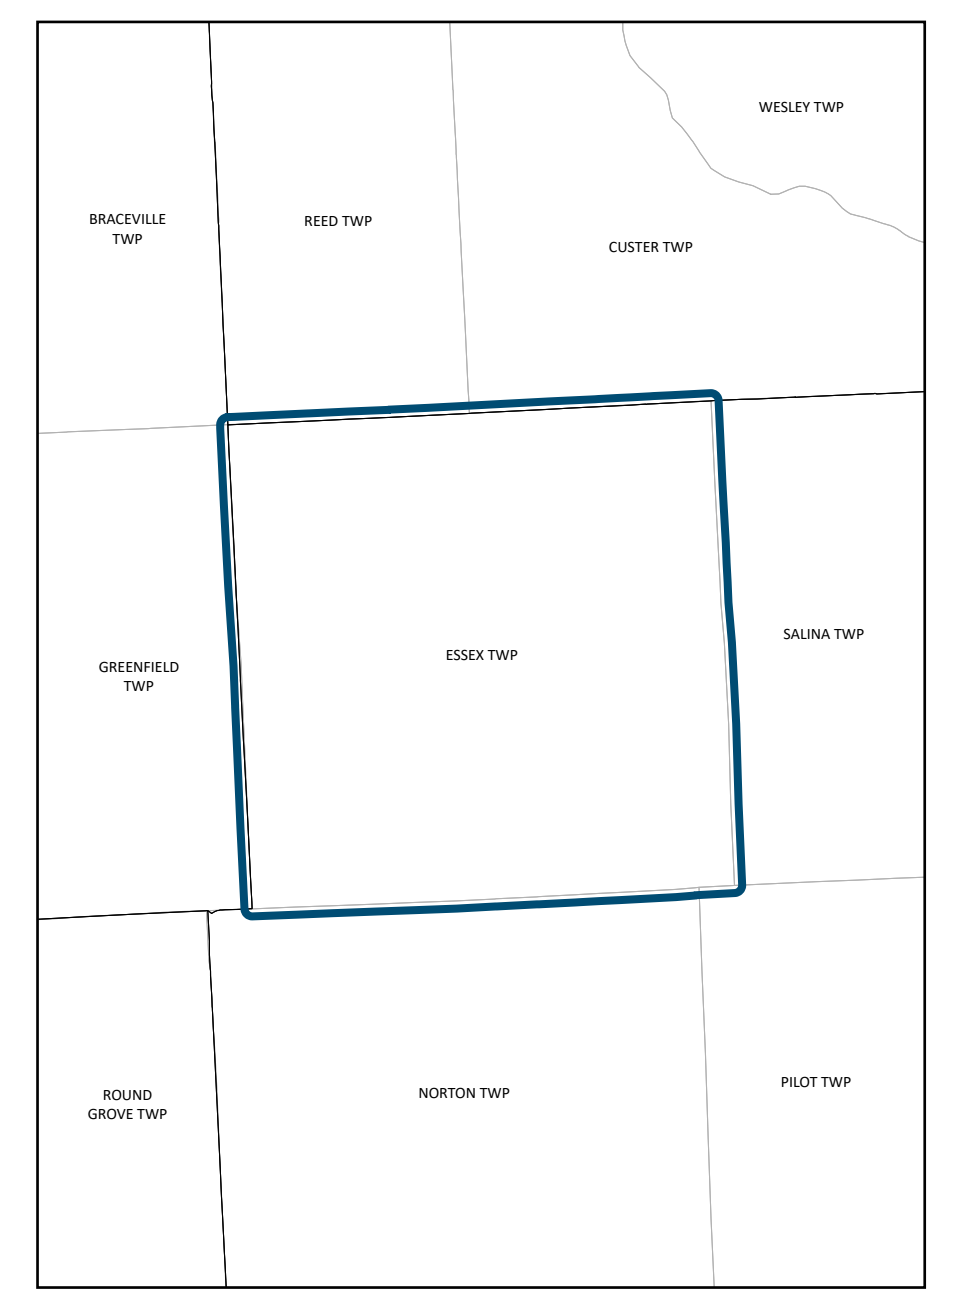 WESLEY TWP
BRACEVILLE
TWP
REED TWP
CUSTER TWP
SALINA TWP
ESSEX TWP
GREENFIELD
TWP
PILOT TWP
NORTON TWP
ROUND
GROVE TWP